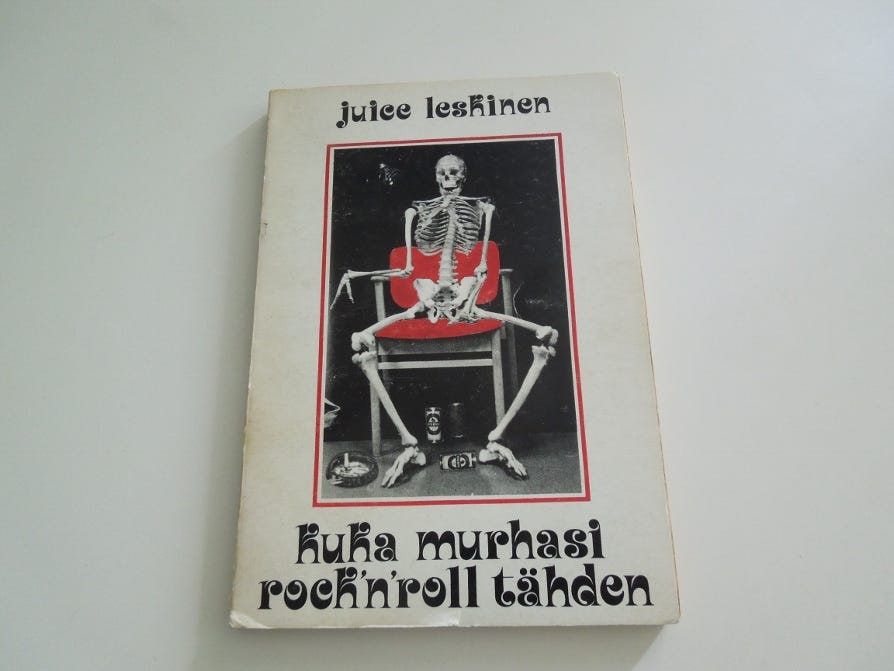 juice leskinen
kuka murhasi
rock'n'roll tähden